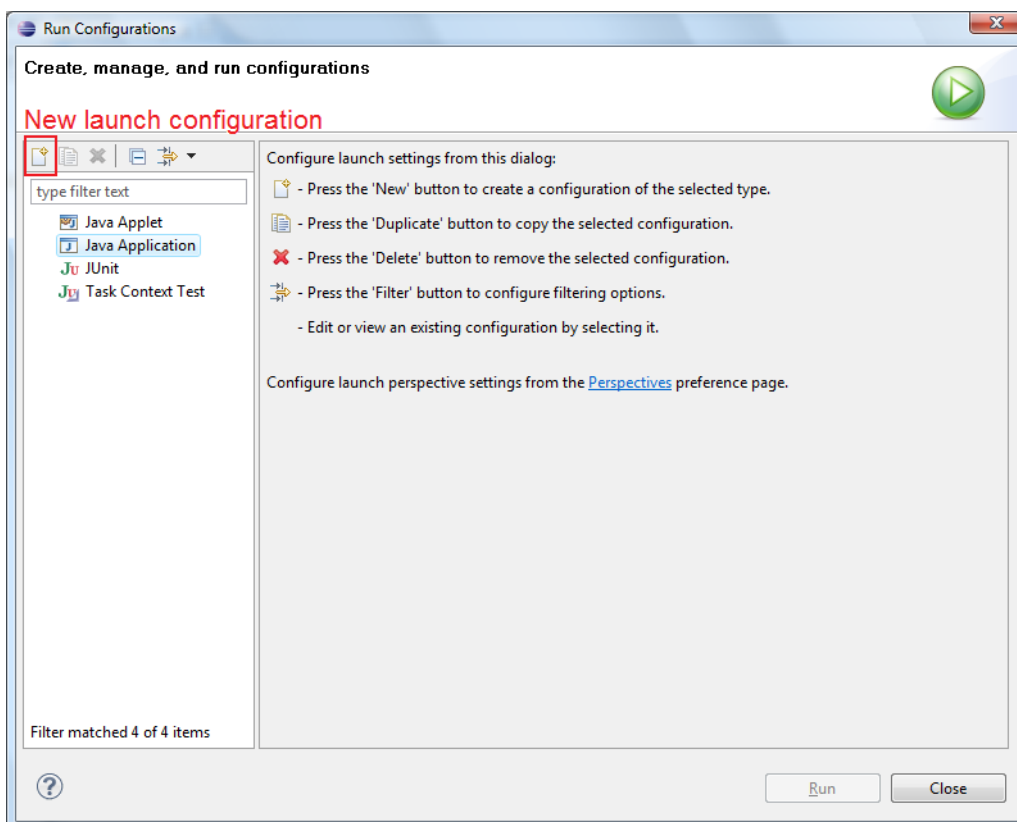 Run Configurations
Create, manage, and run configurations
New launch configuration
type filter text
Java Applet
Java Application
JUnit
Task Context Test
Filter matched 4 of 4 items
Configure launch settings from this dialog:
- Press the 'New' button to create a configuration of the selected type.
- Press the 'Duplicate' button to copy the selected configuration.
- Press the 'Delete' button to remove the selected configuration.
- Press the 'Filter' button to configure filtering options.
- Edit or view an existing configuration by selecting it.
Configure launch perspective settings from the Perspectives preference page.
Run
Close